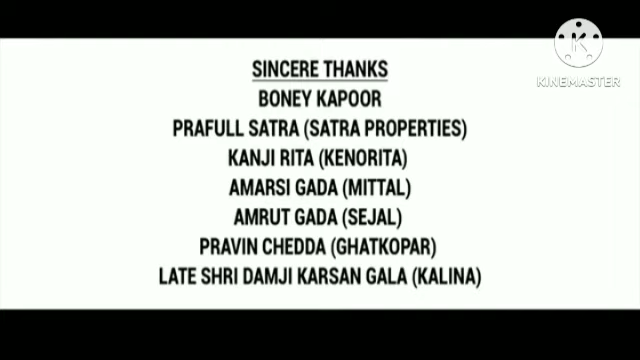 SINCERE THANKS
BONEY KAPOOR
PRAFULL SATRA (SATRA PROPERTIES)
KANJI RITA (KENORITA)
AMARSI GADA (MITTAL)
AMRUT GADA (SEJAL)
PRAVIN CHEDDA (GHATKOPAR)
LATE SHRI DAMJI KARSAN GALA (KALINA)
K
KINEMASTER